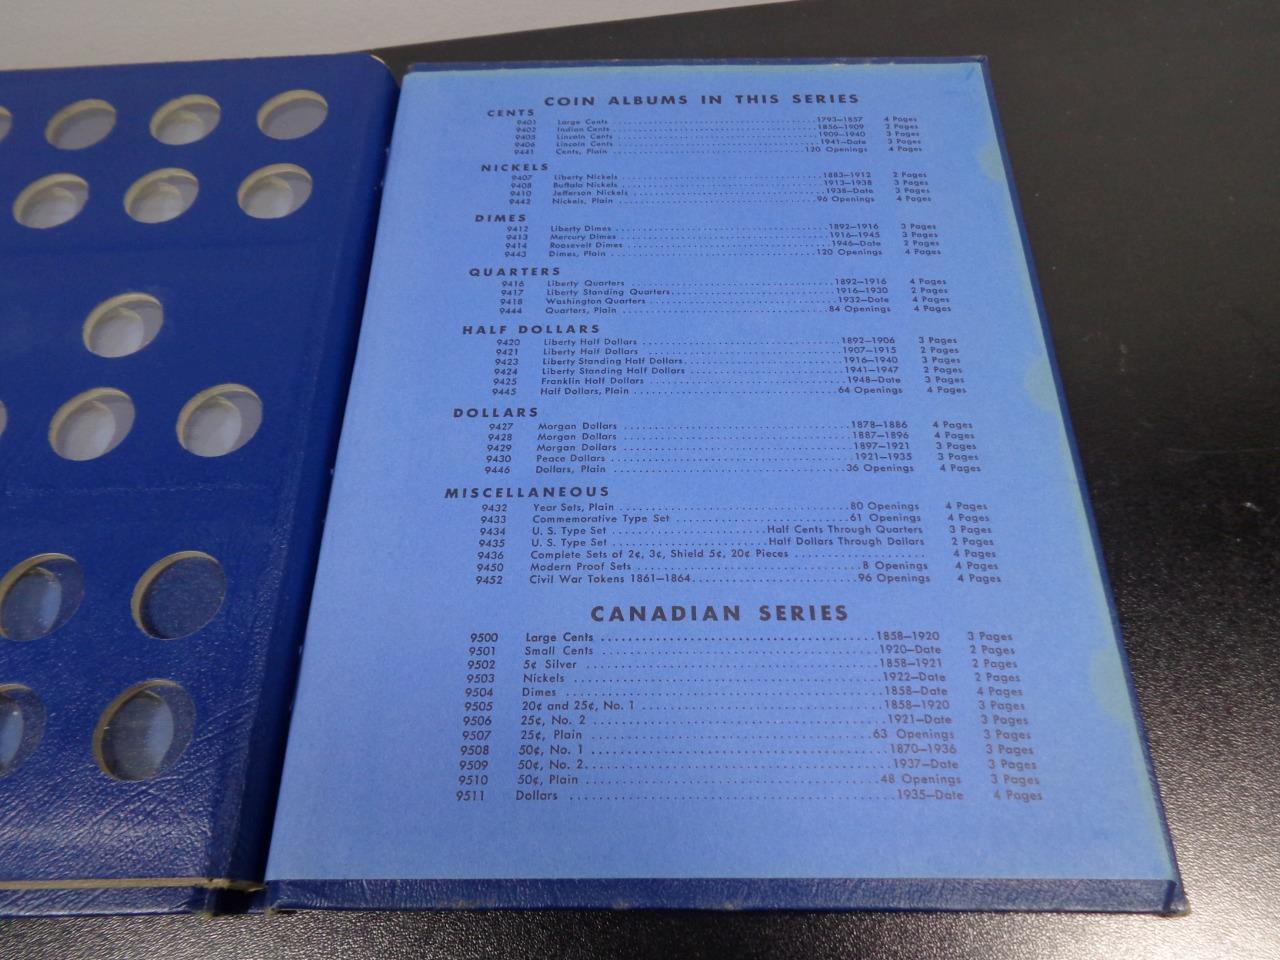 COIN ALBUMS IN THIS SERIES
CENTS
9401 Large Cents 1793–1857 4 Pages
9402 Indian Cents 1856–1909 2 Pages
9405 Lincoln Cents 1909–1940 3 Pages
9406 Lincoln Cents 1941–Date 3 Pages
9441 Cents, Plain 120 Openings 4 Pages
NICKELS
9407 Liberty Nickels 1883–1912 2 Pages
9408 Buffalo Nickels 1913–1938 3 Pages
9410 Jefferson Nickels 1938–Date 3 Pages
9442 Nickels, Plain 96 Openings 4 Pages
DIMES
9412 Liberty Dimes 1892–1916 3 Pages
9413 Mercury Dimes 1916–1945 3 Pages
9414 Roosevelt Dimes 1946–Date 2 Pages
9443 Dimes, Plain 120 Openings 4 Pages
QUARTERS
9416 Liberty Quarters 1892–1916 4 Pages
9417 Liberty Standing Quarters 1916–1930 2 Pages
9418 Washington Quarters 1932–Date 4 Pages
9444 Quarters, Plain 84 Openings 4 Pages
HALF DOLLARS
9420 Liberty Half Dollars 1892–1906 3 Pages
9421 Liberty Half Dollars 1907–1915 2 Pages
9423 Liberty Standing Half Dollars 1916–1940 3 Pages
9424 Liberty Standing Half Dollars 1941–1947 2 Pages
9425 Franklin Half Dollars 1948–Date 3 Pages
9445 Half Dollars, Plain 64 Openings 4 Pages
DOLLARS
9427 Morgan Dollars 1878–1886 4 Pages
9428 Morgan Dollars 1887–1896 4 Pages
9429 Morgan Dollars 1897–1921 3 Pages
9430 Peace Dollars 1921–1935 3 Pages
9446 Dollars, Plain 36 Openings 4 Pages
MISCELLANEOUS
9432 Year Sets, Plain 80 Openings 4 Pages
9433 Commemorative Type Set 61 Openings 4 Pages
9434 U. S. Type Set Half Cents Through Quarters 3 Pages
9435 U. S. Type Set Half Dollars Through Dollars 2 Pages
9436 Complete Sets of 2¢, 3¢, Shield 5¢, 20¢ Pieces 4 Pages
9450 Modern Proof Sets 8 Openings 4 Pages
9452 Civil War Tokens 1861–1864 96 Openings 4 Pages
CANADIAN SERIES
9500 Large Cents 1858–1920 3 Pages
9501 Small Cents 1920–Date 2 Pages
9502 5¢ Silver 1858–1921 2 Pages
9503 Nickels 1922–Date 2 Pages
9504 Dimes 1858–Date 4 Pages
9505 20¢ and 25¢, No. 1 1858–1920 3 Pages
9506 25¢, No. 2 1921–Date 3 Pages
9507 25¢, Plain 63 Openings 3 Pages
9508 50¢, No. 1 1870–1936 3 Pages
9509 50¢, No. 2 1937–Date 3 Pages
9510 50¢, Plain 48 Openings 3 Pages
9511 Dollars 1935–Date 4 Pages